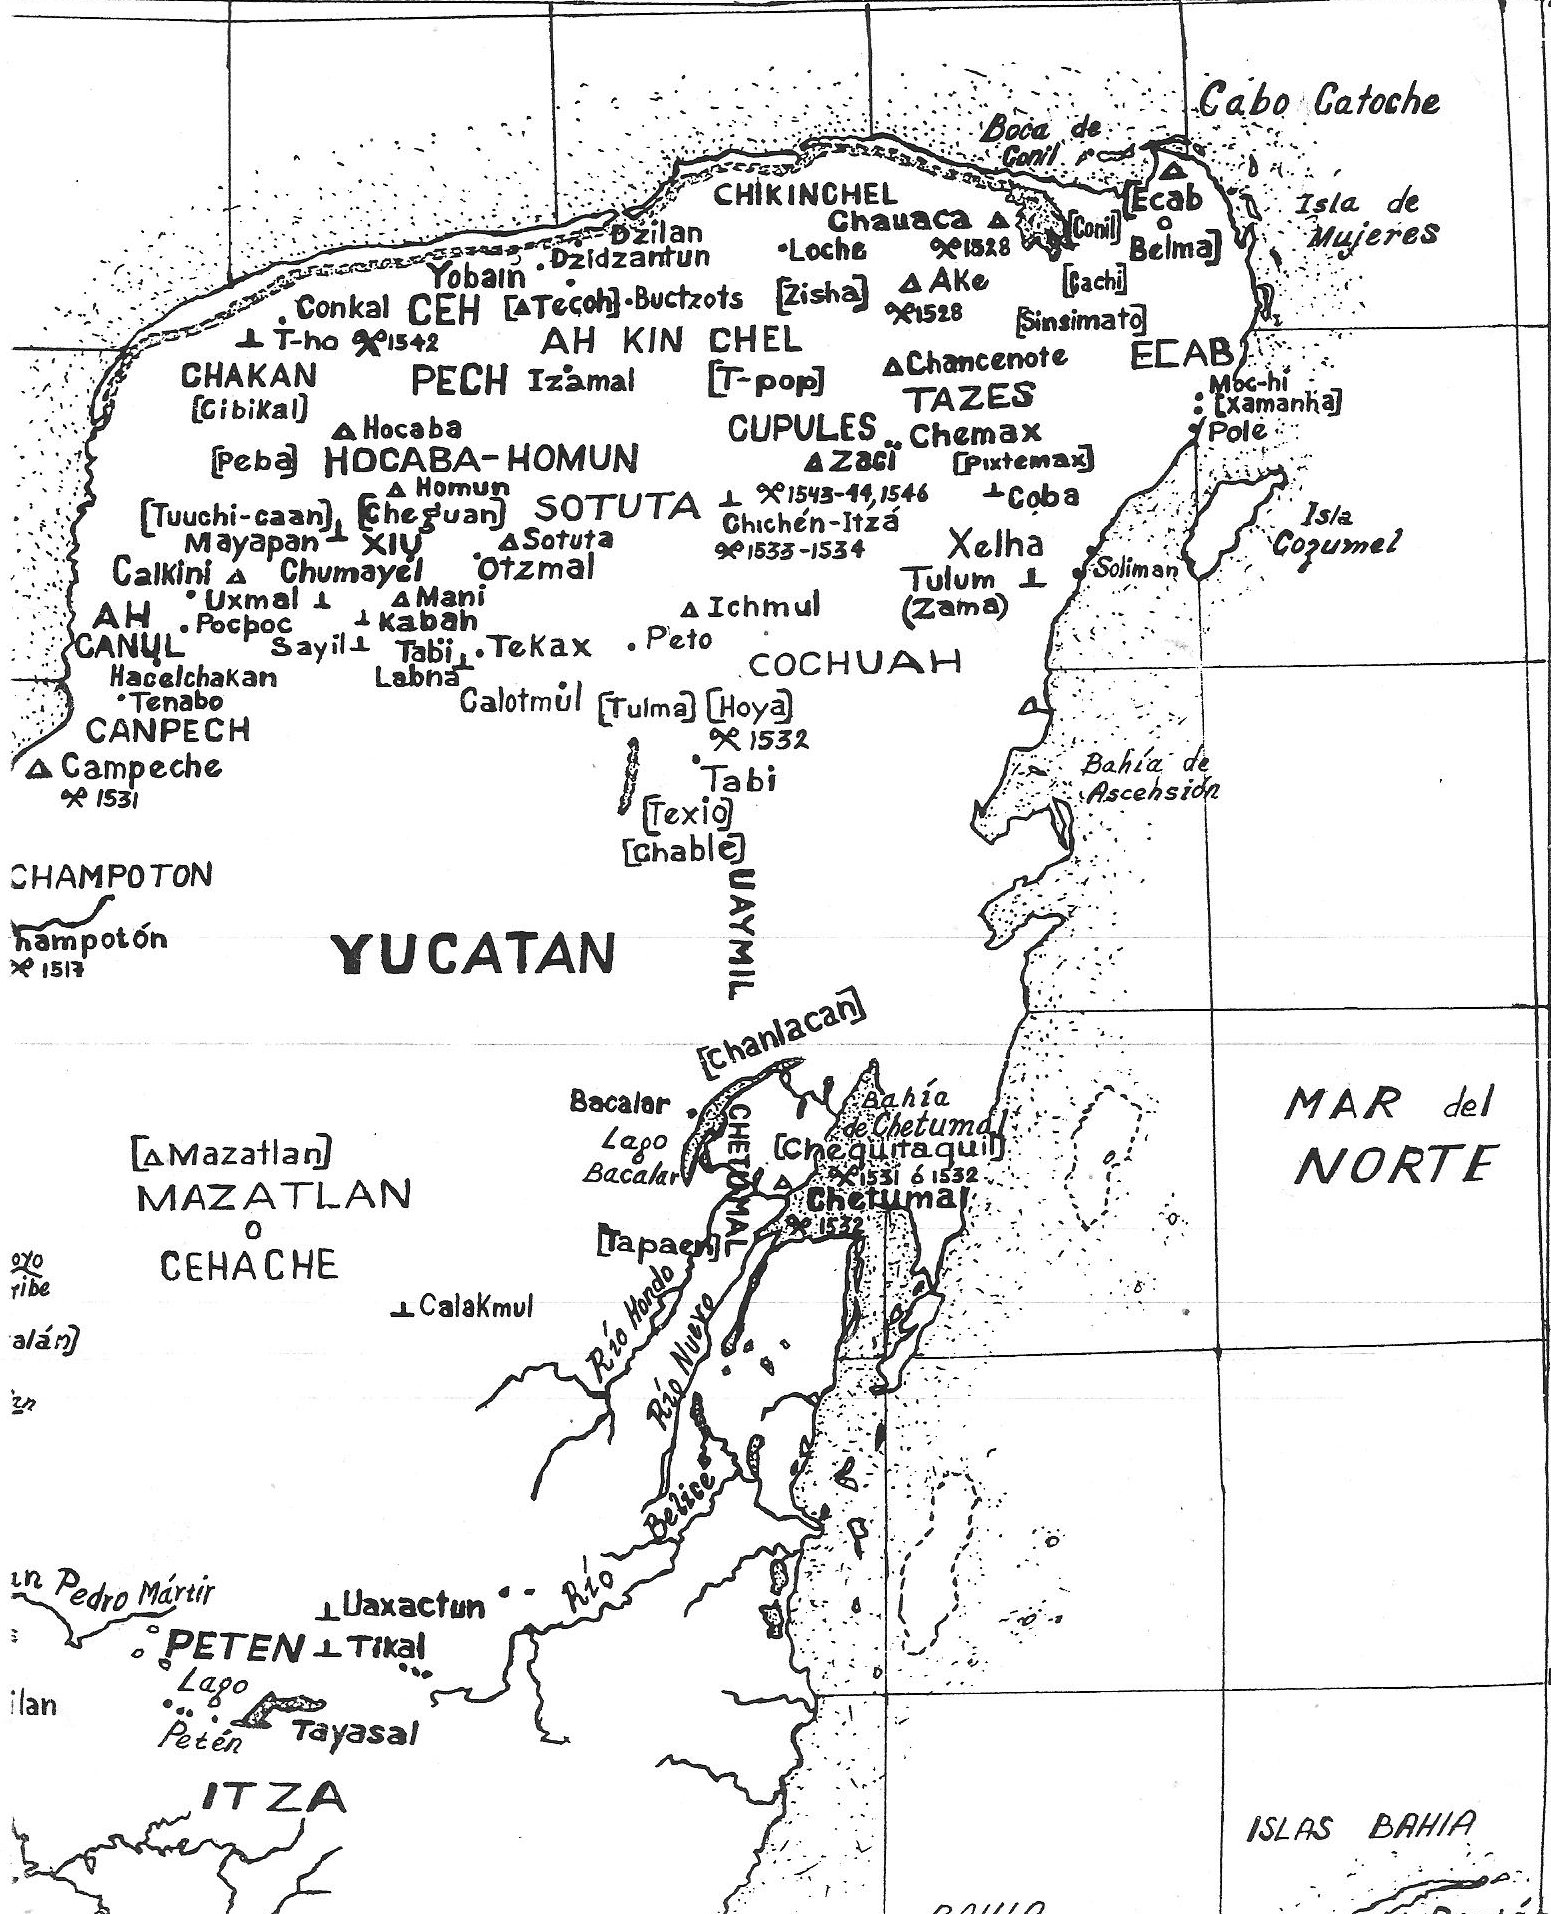 Cabo Catoche
Boca de
Conil
CHIKINCHEL
[Ecab
o
Belma]
Isla de
Mujeres
Chauaca
1528
[Conil]
Dzilan
Dzidzantun
Loche
Yobain
[Cachi]
Ake
1528
Conkal
CEH
[Tecoh]
Buctzots
[Zisha]
[Sinsimato]
T-ho
1542
AH KIN CHEL
Chancenote
ECAB
CHAKAN
[Cibikal]
PECH
Izamal
[T-pop]
TAZES
Moc-hi
[Xamanha]
Pole
Hocaba
CUPULES
Chemax
[Peba]
HOCABA-HOMUN
Zaci
1543-44, 1546
[Pixtemax]
Homun
[Cheguan]
SOTUTA
Coba
[Tuuchi-caan]
Chichén-Itzá
1533-1534
Isla
Cozumel
Mayapan
XIU
Sotuta
Xelha
Calkini
Chumayel
Otzmal
Soliman
Tulum
(Zama)
Uxmal
Mani
Ichmul
AH
CANUL
Pocboc
Kabah
Sayil
Tabi
Tekax
Peto
COCHUAH
Hacelchakan
Labna
Tenabo
Calotmul
[Tulma]
[Hoya]
1532
CANPECH
Campeche
1531
Tabi
Bahía de
Ascensión
[Texio]
[Chable]
CHAMPOTON
hampotón
1517
UAYMIL
YUCATAN
[Chanlacan]
Bacalar
Lago
Bacalar
CHETUMAL
Bahía
de Chetumal
[Chequitaquil]
1531 ó 1532
Chetumal
1532
MAR del
NORTE
[Mazatlan]
MAZATLAN
o
CEHACHE
[Tapaen]
oyo
ribe
Calakmul
Río Hondo
Río Nuevo
alán]
Río Belice
an Pedro Mártir
Uaxactun
PETEN
Tikal
Lago
Petén
ilan
Tayasal
ITZA
ISLAS BAHIA
BAHIA